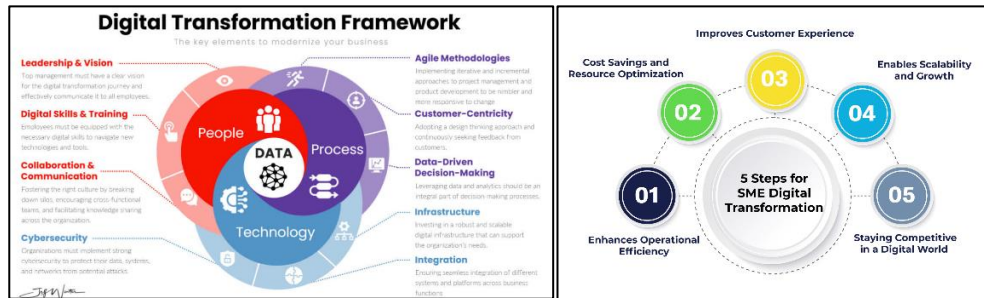 Digital Transformation Framework
The key elements to modernize your business
Leadership & Vision
Top management must have a clear vision
for the digital transformation journey and
effectively communicate it to all employees.
Digital Skills & Training
Employees must be equipped with the
necessary digital skills to navigate new
technologies and tools.
Collaboration &
Communication
Fostering the right culture by breaking
down silos, encouraging cross-functional
teams, and facilitating knowledge sharing
across the organization.
Cybersecurity
Organizations must implement strong
cybersecurity to protect their data, systems,
and networks from potential attacks.
People
DATA
Process
Technology
Agile Methodologies
Implementing iterative and incremental
approaches to project management and
product development to be nimbler and
more responsive to change
Customer-Centricity
Adopting a design thinking approach and
continuously seeking feedback from
customers.
Data-Driven
Decision-Making
Leveraging data and analytics should be an
integral part of decision-making processes.
Infrastructure
Investing in a robust and scalable
digital infrastructure that can support
the organization's needs.
Integration
Ensuring seamless integration of different
systems and platforms across business
functions
Improves Customer Experience
Cost Savings and
Resource Optimization
Enables Scalability
and Growth
03
02
04
01
05
5 Steps for
SME Digital
Transformation
Enhances Operational
Efficiency
Staying Competitive
in a Digital World